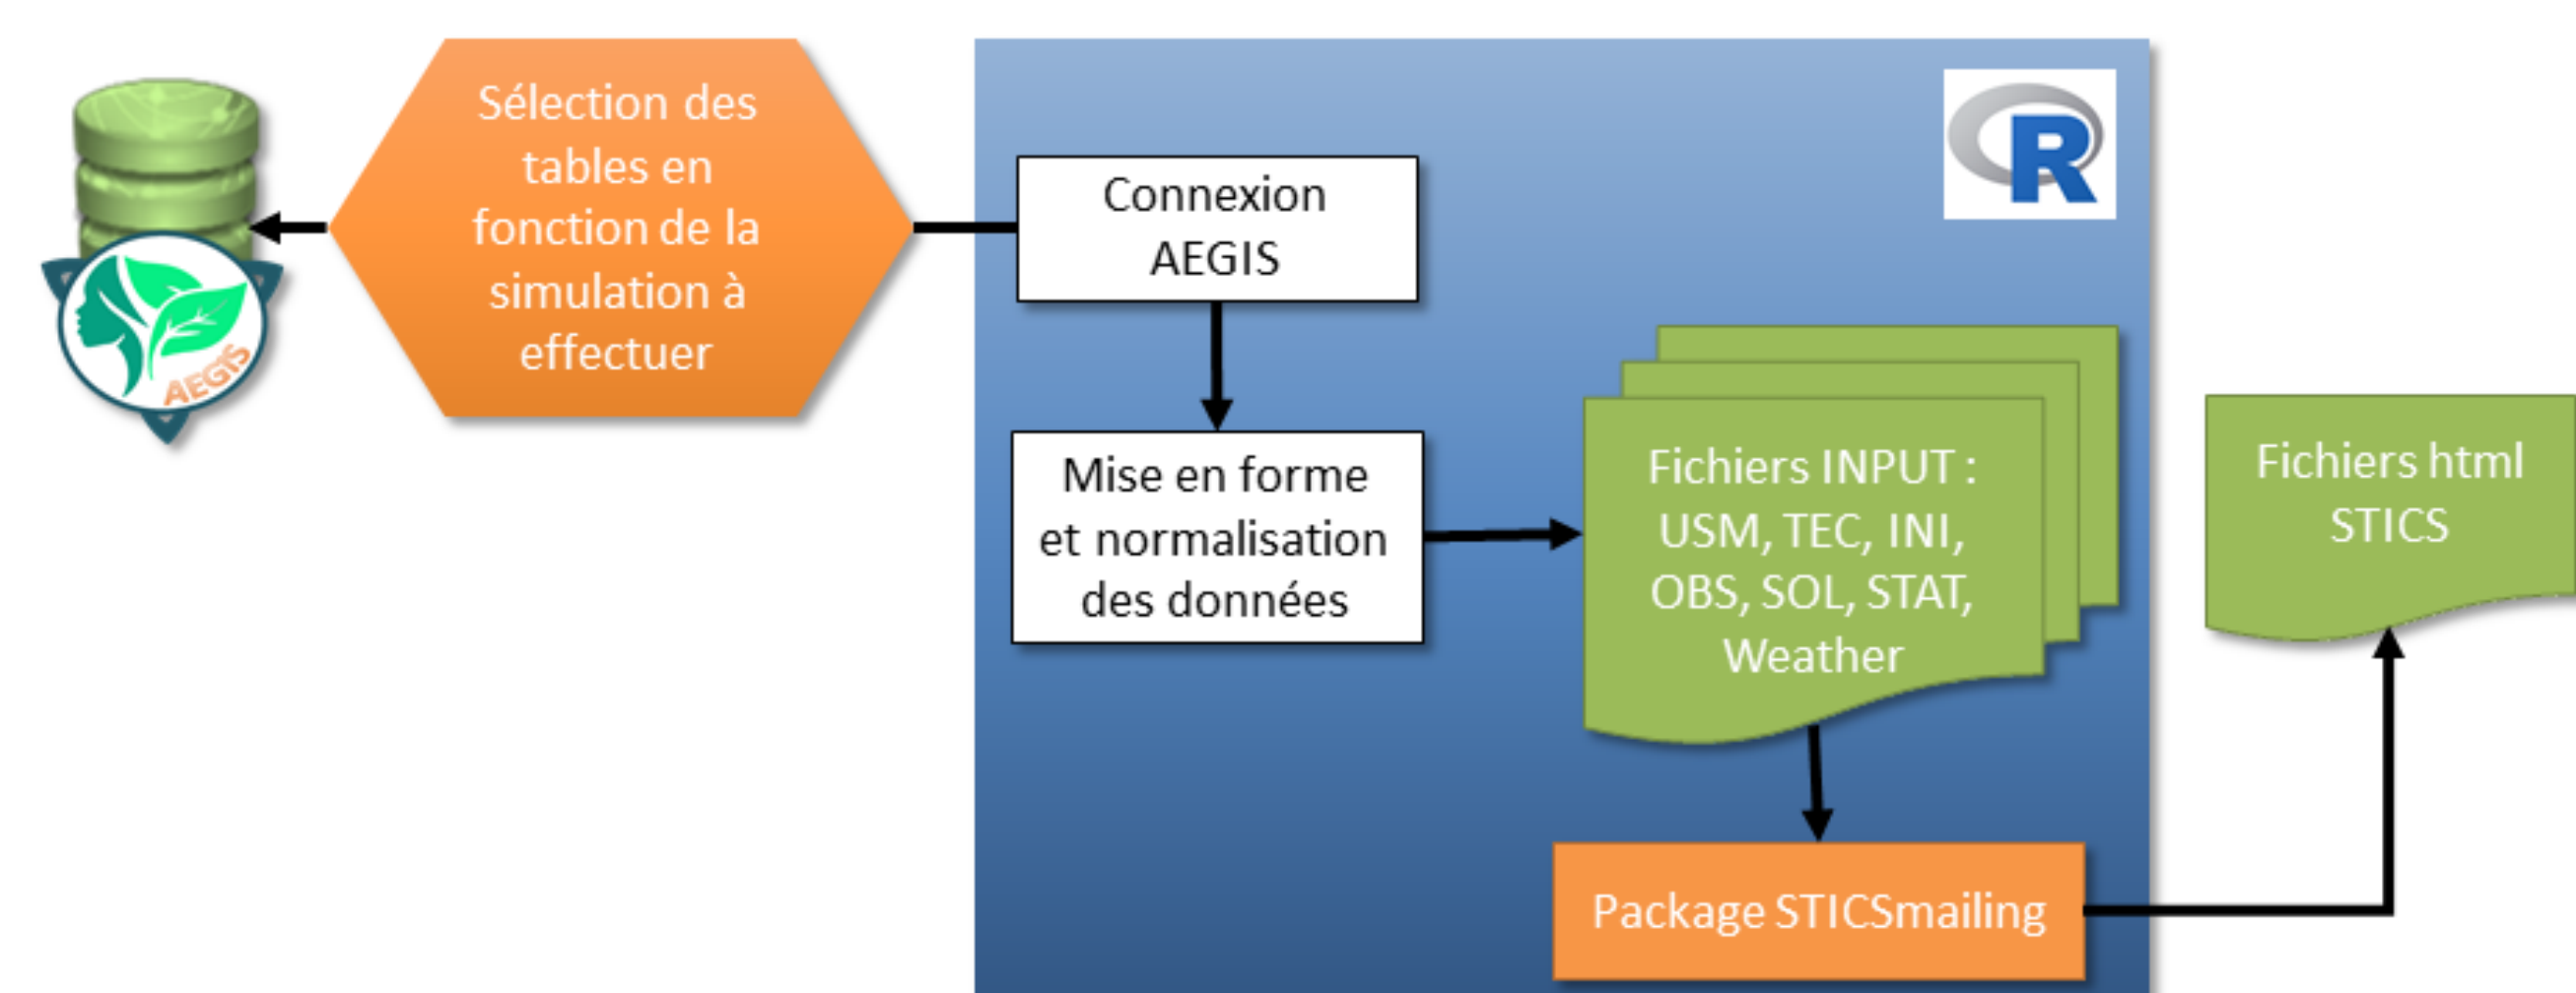 Sélection des
tables en
fonction de la
simulation à
effectuer
AEGIS
Connexion
AEGIS
R
Mise en forme
et normalisation
des données
Fichiers INPUT :
USM, TEC, INI,
OBS, SOL, STAT,
Weather
Package STICSmailing
Fichiers html
STICS